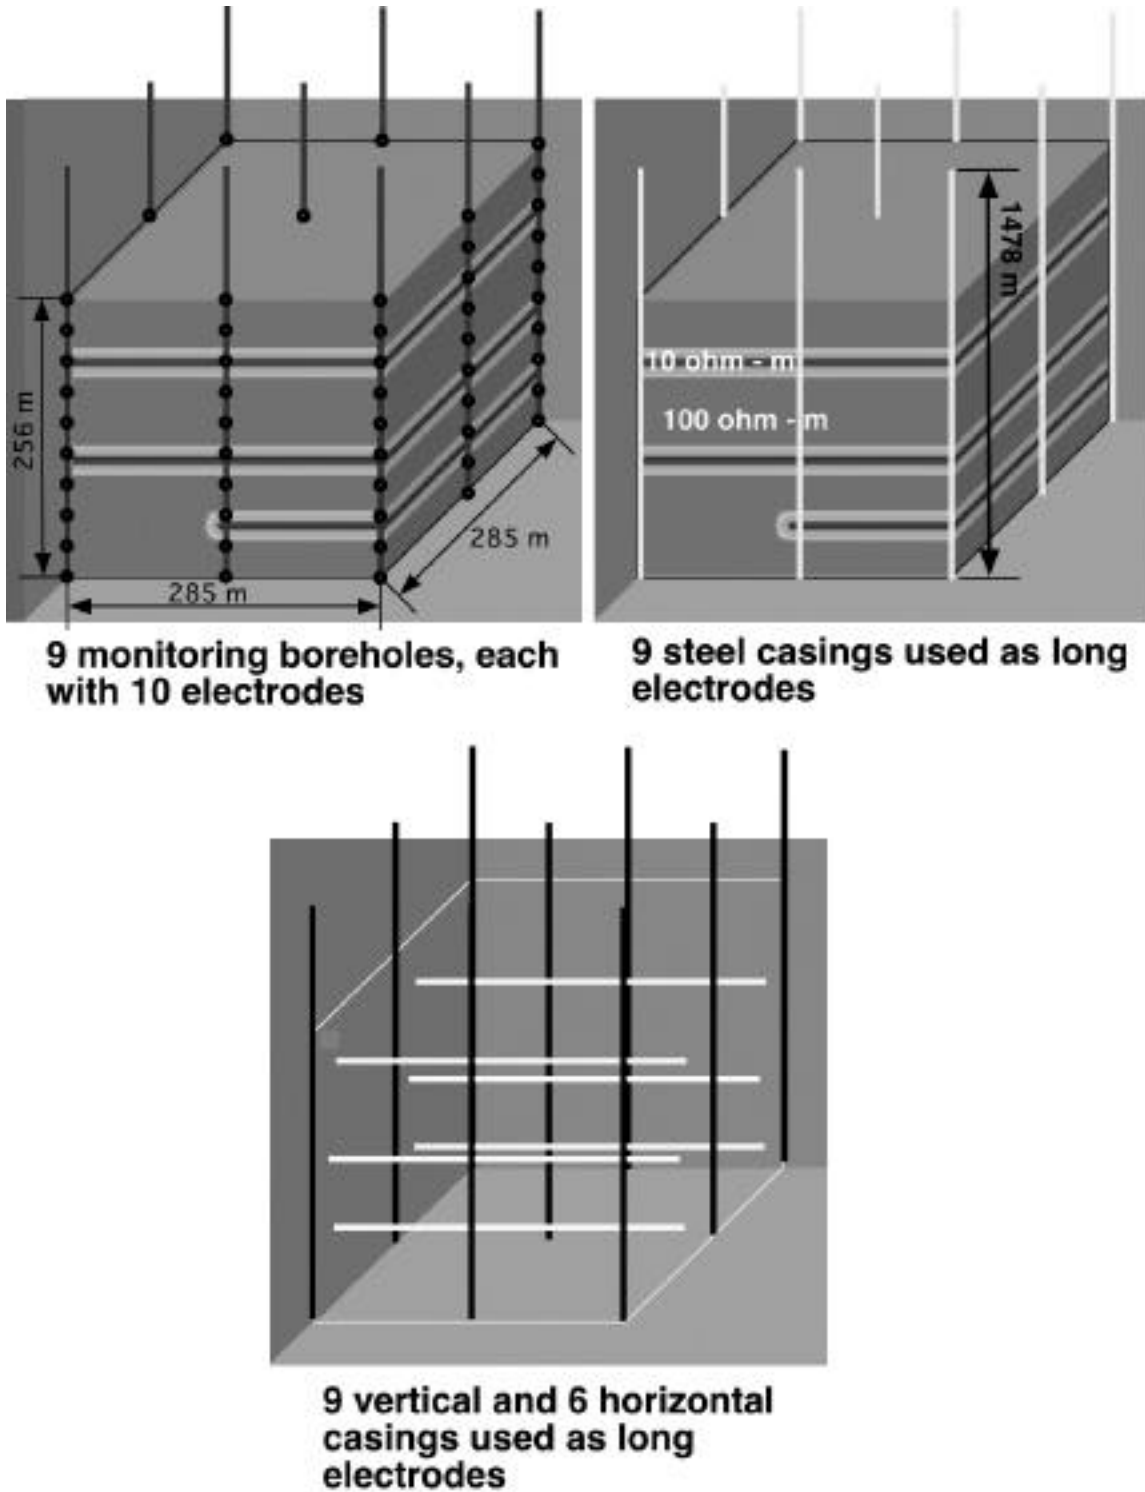 256 m
285 m
285 m
9 monitoring boreholes, each
with 10 electrodes
1478 m
10 ohm - m
100 ohm - m
9 steel casings used as long
electrodes
9 vertical and 6 horizontal
casings used as long
electrodes